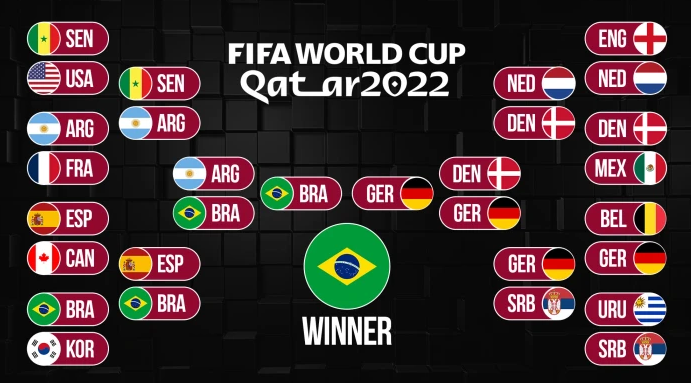 FIFA WORLD CUP
Qatar2022
SEN
USA
ARG
FRA
ESP
CAN
BRA
KOR
SEN
ARG
ESP
BRA
ARG
BRA
BRA
GER
DEN
GER
NED
DEN
GER
SRB
ENG
NED
DEN
MEX
BEL
GER
URU
SRB
WINNER